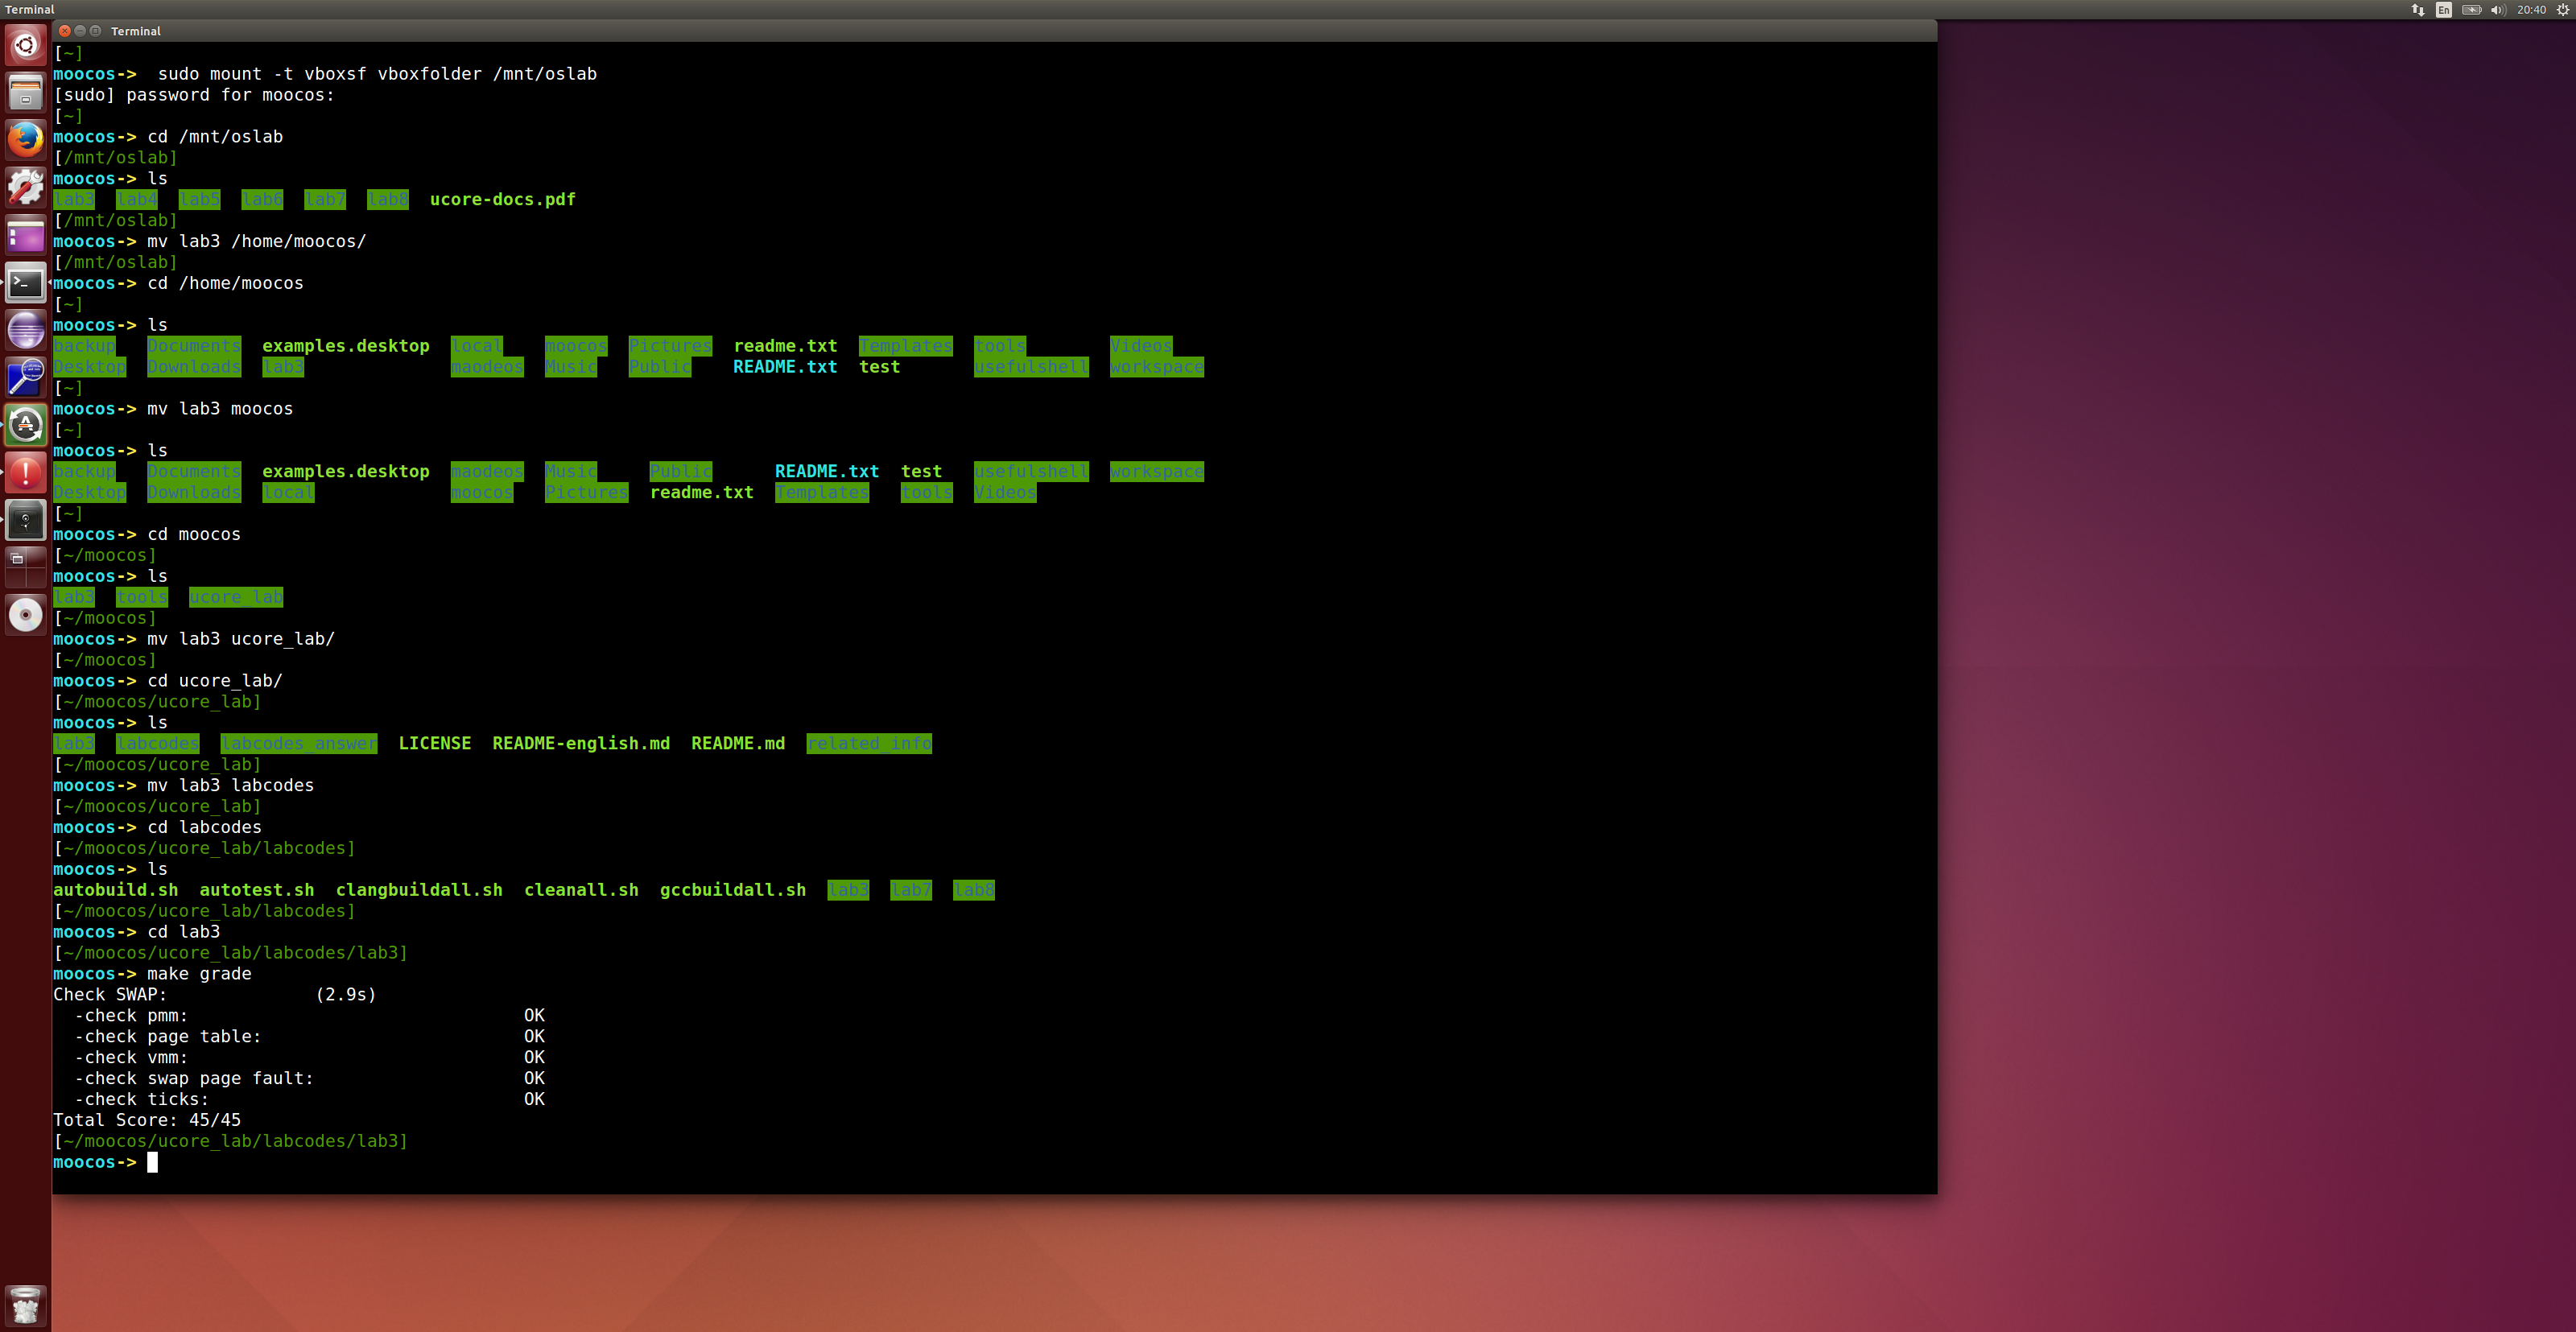 Terminal
En 20:40
Terminal
[~]
moocos->  sudo mount -t vboxsf vboxfolder /mnt/oslab
[sudo] password for moocos:
[~]
moocos-> cd /mnt/oslab
[/mnt/oslab]
moocos-> ls
lab3  lab4  lab5  lab6  lab7  lab8  ucore-docs.pdf
[/mnt/oslab]
moocos-> mv lab3 /home/moocos/
[/mnt/oslab]
moocos-> cd /home/moocos
[~]
moocos-> ls
backup   Documents  examples.desktop  local    moocos  Pictures  readme.txt  Templates  tools        Videos
Desktop  Downloads  lab3              maodeos  Music   Public    README.txt  test       usefulshell  workspace
[~]
moocos-> mv lab3 moocos
[~]
moocos-> ls
backup   Documents  examples.desktop  maodeos  Music     Public      README.txt  test   usefulshell  workspace
Desktop  Downloads  local             moocos   Pictures  readme.txt  Templates   tools  Videos
[~]
moocos-> cd moocos
[~/moocos]
moocos-> ls
lab3  tools  ucore_lab
[~/moocos]
moocos-> mv lab3 ucore_lab/
[~/moocos]
moocos-> cd ucore_lab/
[~/moocos/ucore_lab]
moocos-> ls
lab3  labcodes  labcodes_answer  LICENSE  README-english.md  README.md  related_info
[~/moocos/ucore_lab]
moocos-> mv lab3 labcodes
[~/moocos/ucore_lab]
moocos-> cd labcodes
[~/moocos/ucore_lab/labcodes]
moocos-> ls
autobuild.sh  autotest.sh  clangbuildall.sh  cleanall.sh  gccbuildall.sh  lab3  lab7  lab8
[~/moocos/ucore_lab/labcodes]
moocos-> cd lab3
[~/moocos/ucore_lab/labcodes/lab3]
moocos-> make grade
Check SWAP:              (2.9s)
  -check pmm:                                OK
  -check page table:                         OK
  -check vmm:                                OK
  -check swap page fault:                    OK
  -check ticks:                              OK
Total Score: 45/45
[~/moocos/ucore_lab/labcodes/lab3]
moocos->